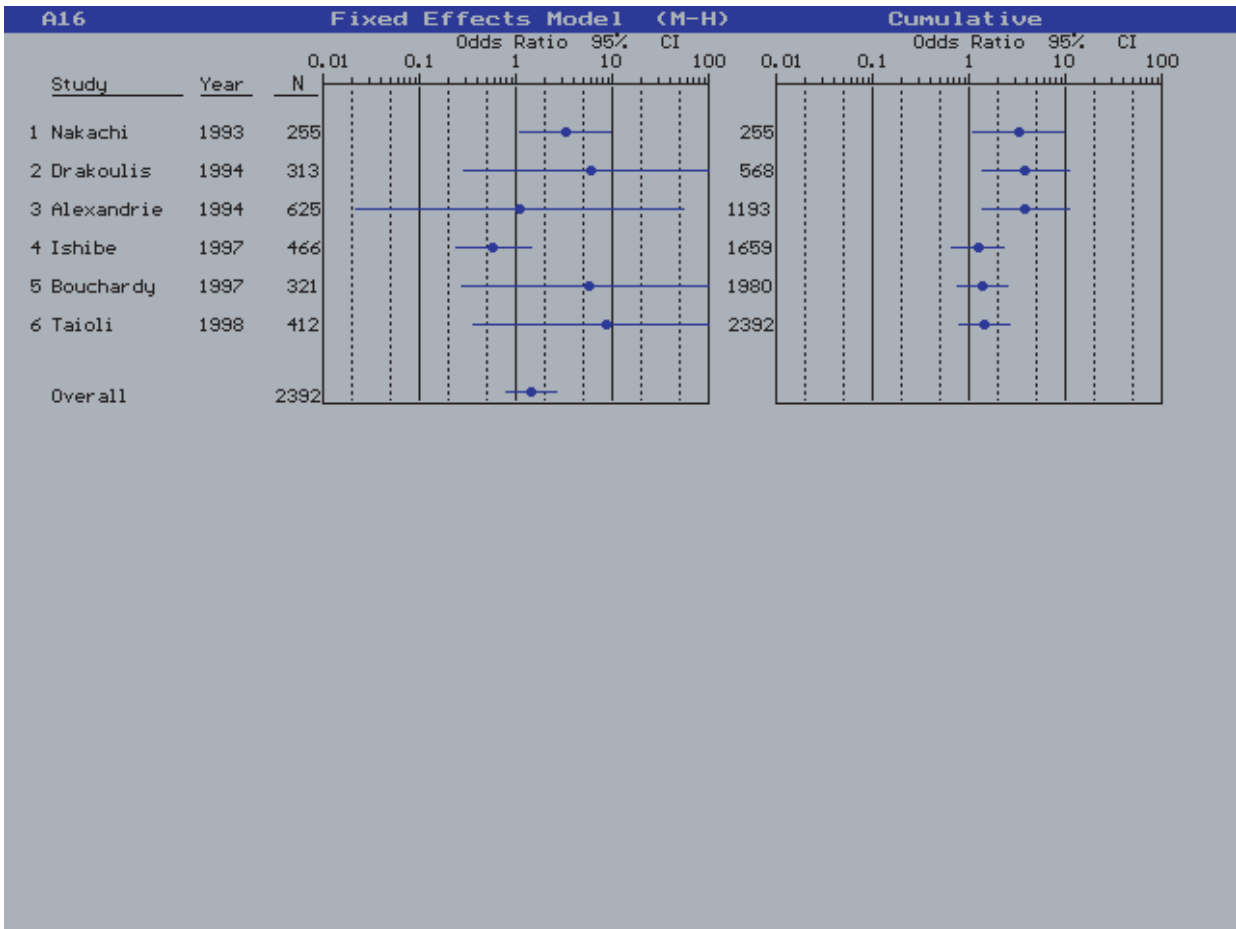 A16 Fixed Effects Model (M-H) Cumulative
Odds Ratio 95% CI Odds Ratio 95% CI
0.01 0.1 1 10 100 0.01 0.1 1 10 100
Study Year N
1 Nakachi 1993 255 255
2 Drakoulis 1994 313 568
3 Alexandrie 1994 625 1193
4 Ishibe 1997 466 1659
5 Bouchardy 1997 321 1980
6 Taioli 1998 412 2392
Overall 2392